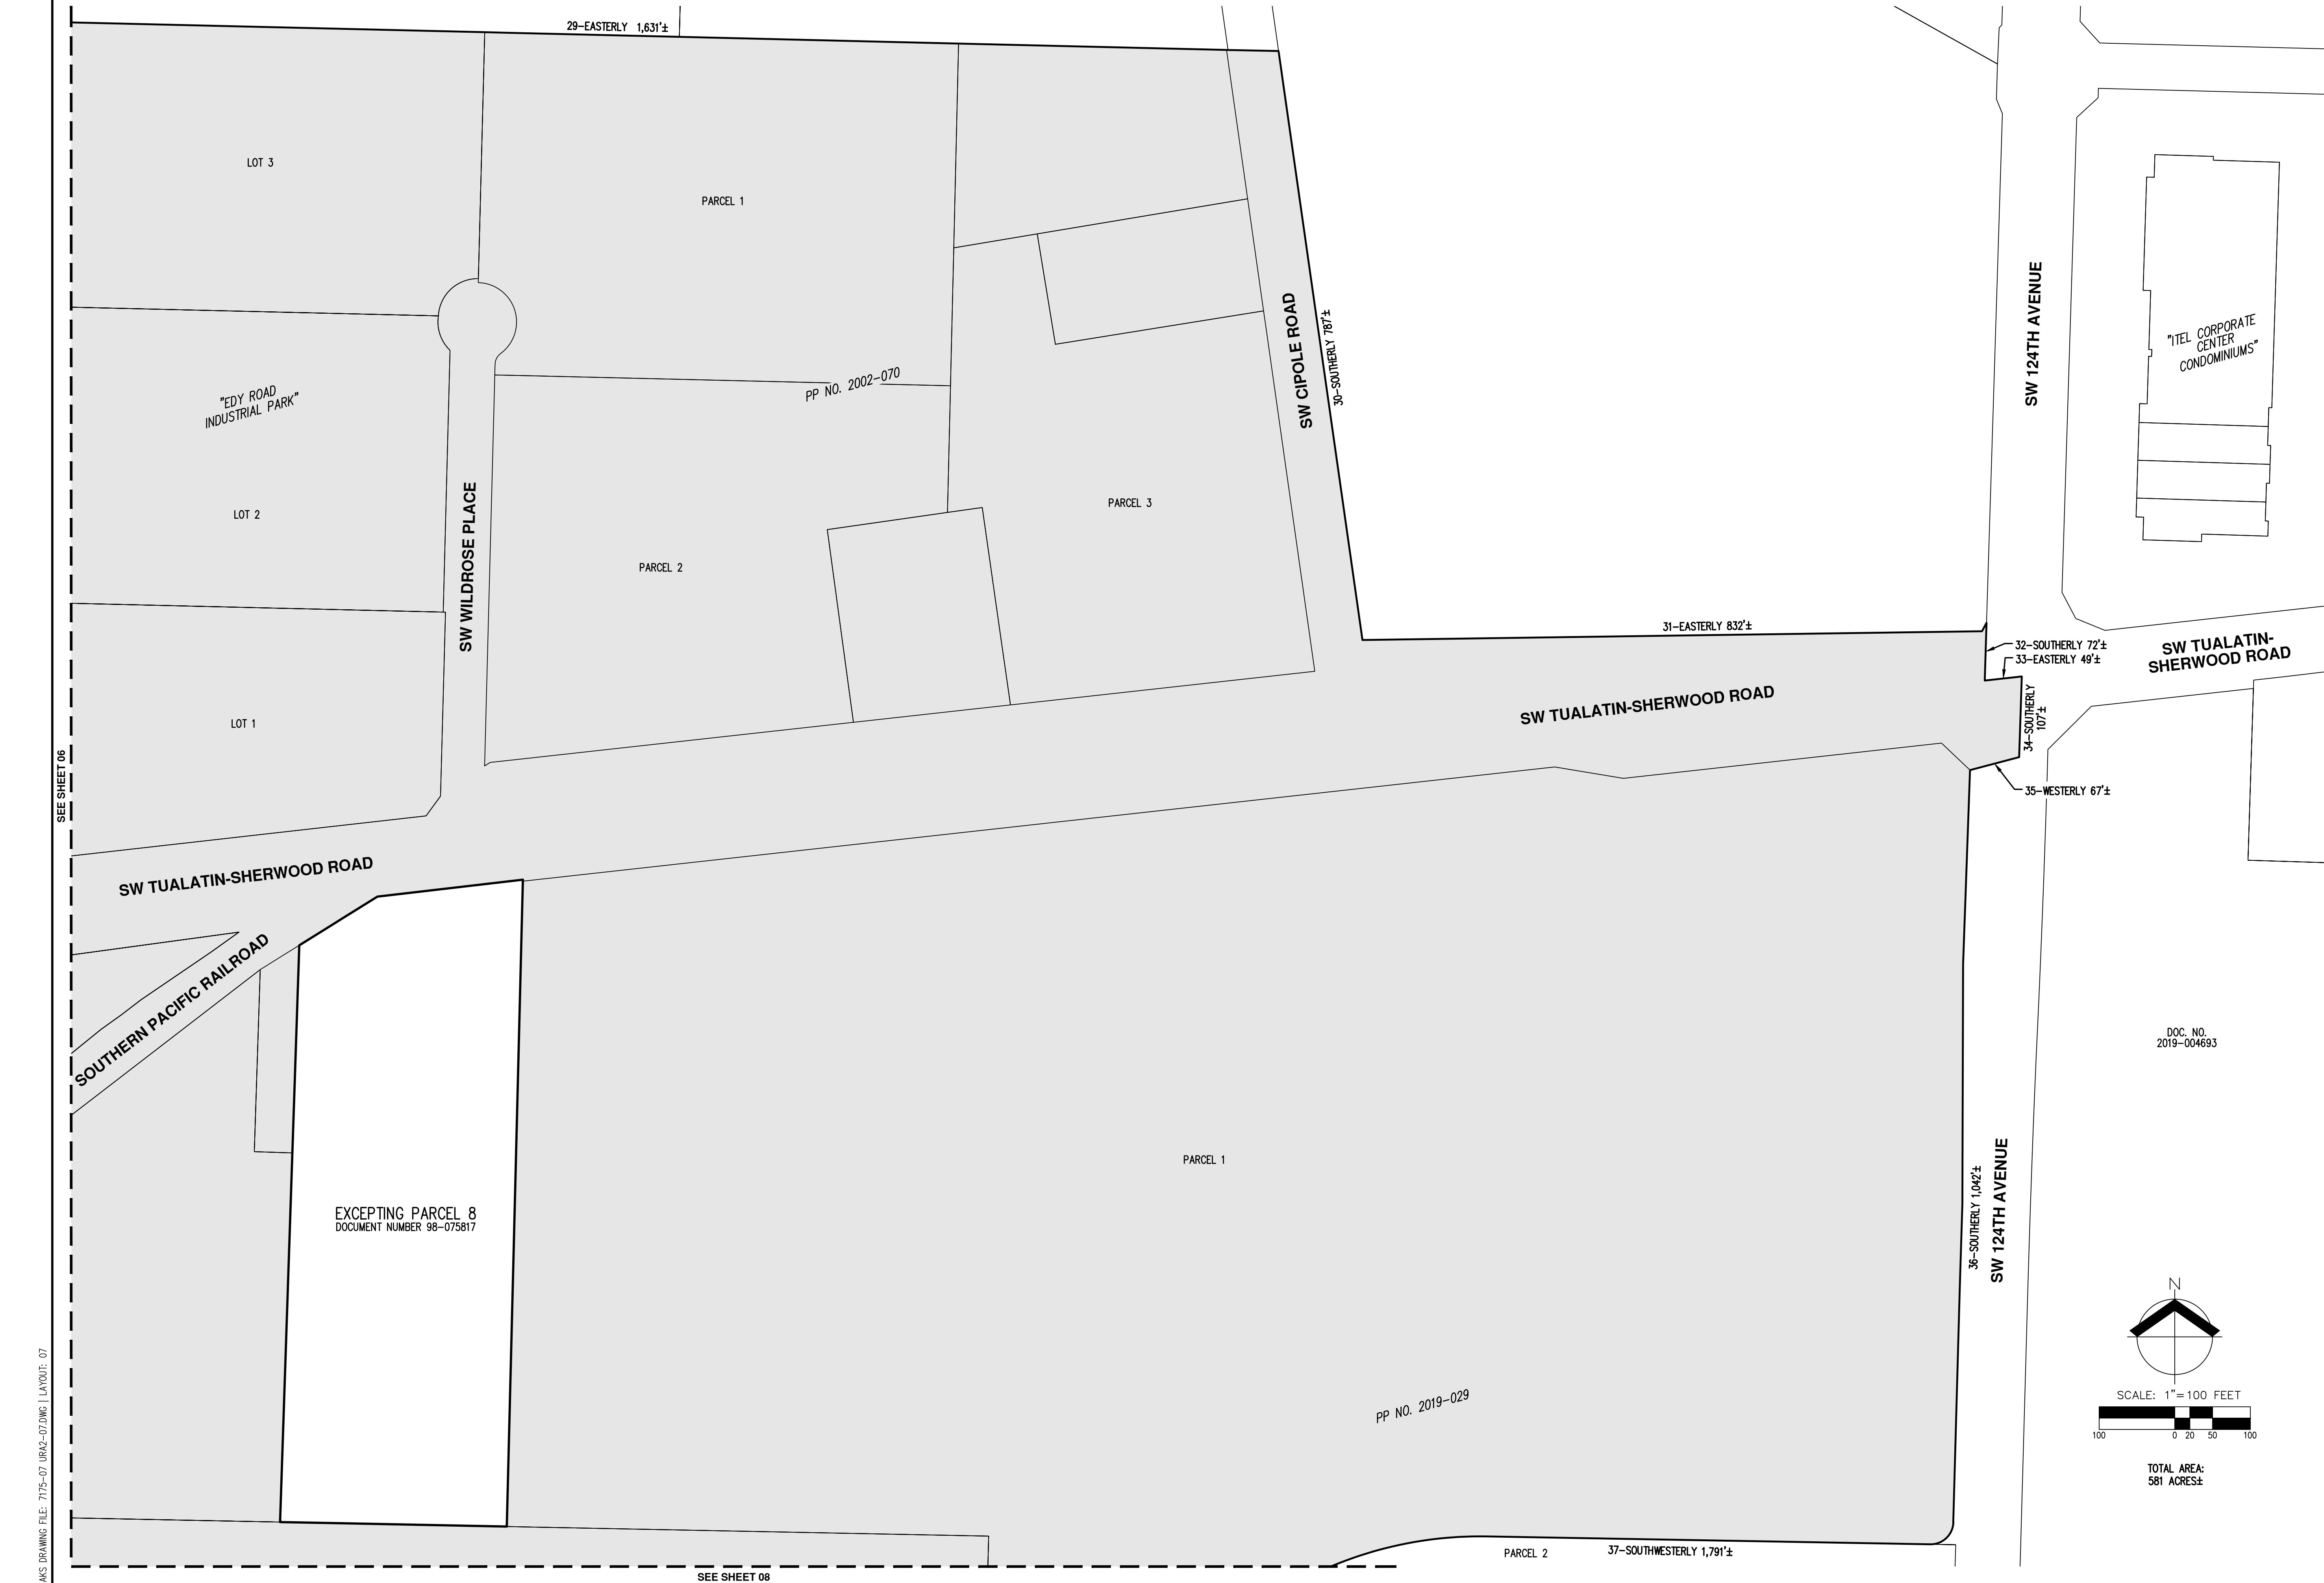 29-EASTERLY 1,631'±
LOT 3
PARCEL 1
SW CIPOLE ROAD
30-SOUTHERLY 787'±
SW 124TH AVENUE
"ITEL CORPORATE
CENTER
CONDOMINIUMS"
"EDY ROAD
INDUSTRIAL PARK"
PP NO. 2002-070
LOT 2
SW WILDROSE PLACE
PARCEL 2
PARCEL 3
31-EASTERLY 832'±
32-SOUTHERLY 72'±
33-EASTERLY 49'±
SW TUALATIN-
SHERWOOD ROAD
34-SOUTHERLY
107'±
SW TUALATIN-SHERWOOD ROAD
LOT 1
35-WESTERLY 67'±
SEE SHEET 06
SW TUALATIN-SHERWOOD ROAD
SOUTHERN PACIFIC RAILROAD
DOC. NO.
2019-004693
PARCEL 1
EXCEPTING PARCEL 8
DOCUMENT NUMBER 98-075817
36-SOUTHERLY 1,042'±
SW 124TH AVENUE
N
SCALE: 1"=100 FEET
100 0 20 50 100
TOTAL AREA:
581 ACRES±
PP NO. 2019-029
PARCEL 2
37-SOUTHWESTERLY 1,791'±
SEE SHEET 08
AKS DRAWING FILE: 7175-07 URA2-07.DWG | LAYOUT: 07